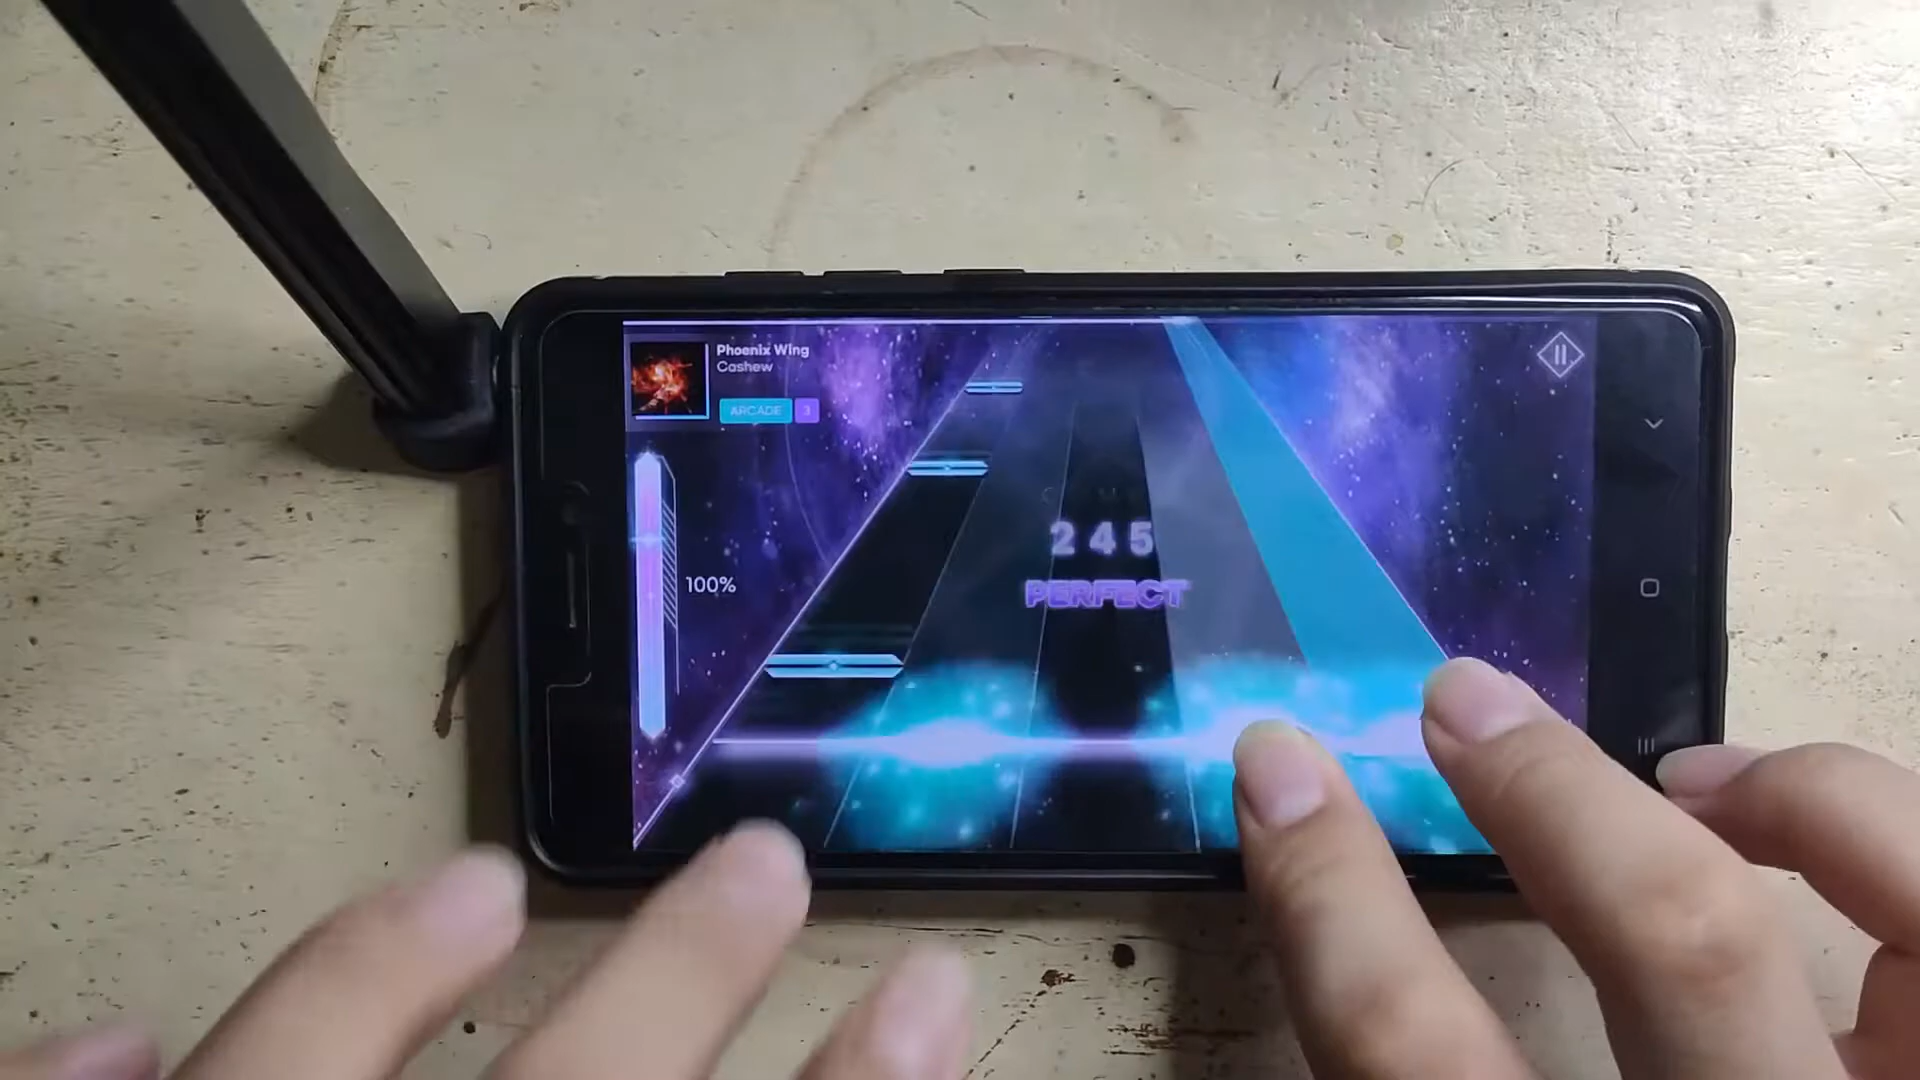 Phoenix Wing
Cashew
ARCADE 3
245
PERFECT
100%